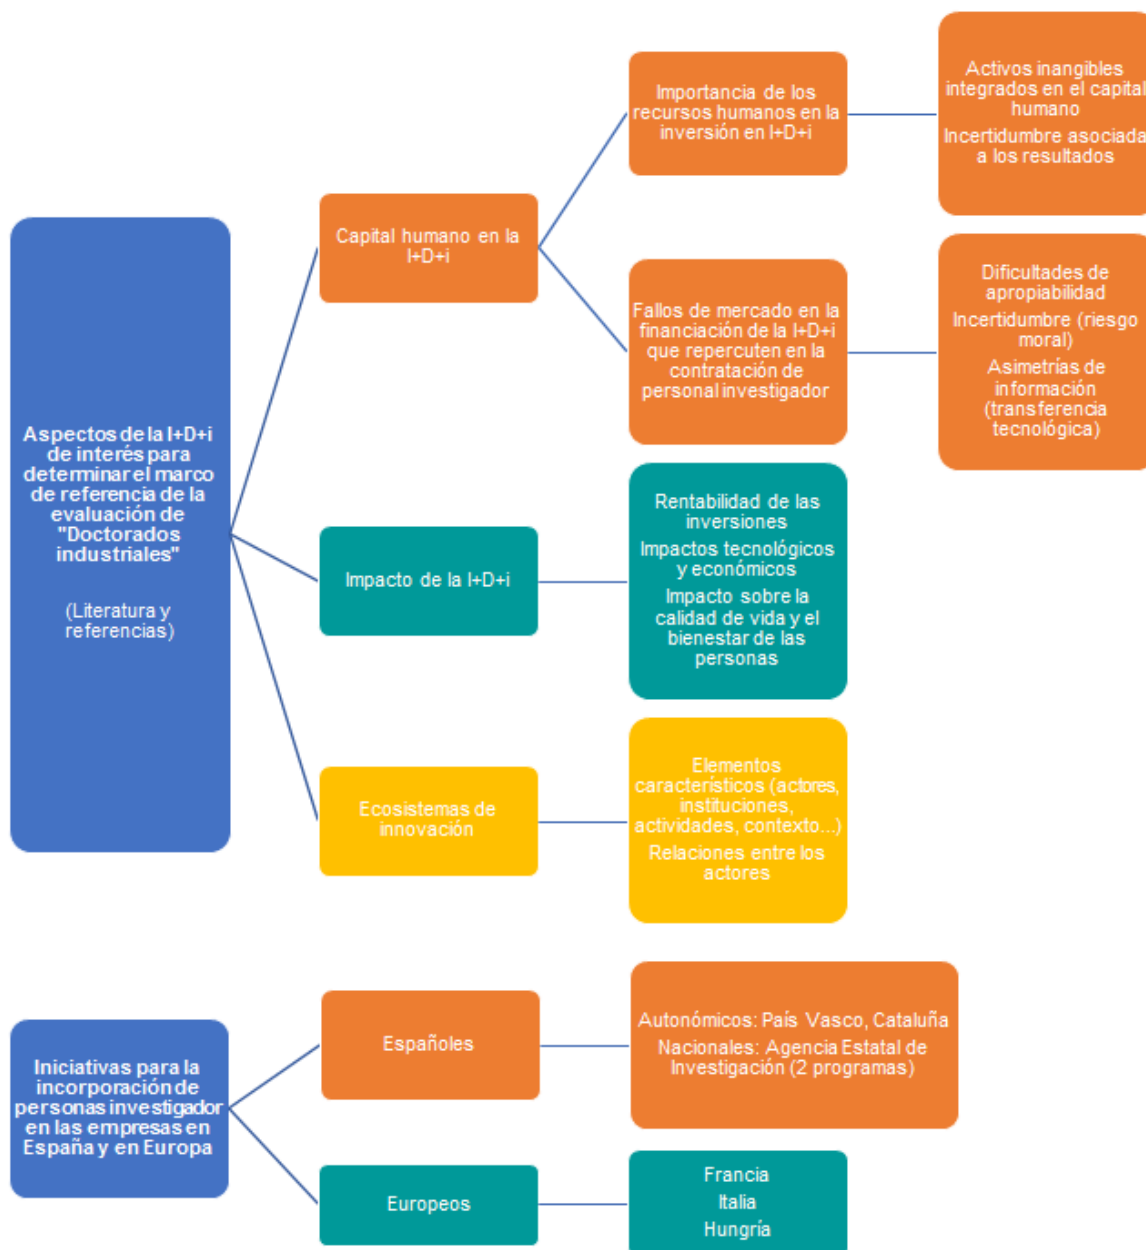 Aspectos de la I+D+i
de interés para
determinar el marco
de referencia de la
evaluación de
"Doctorados
industriales"
(Literatura y
referencias)
Capital humano en la
I+D+i
Importancia de los
recursos humanos en la
inversión en I+D+i
Activos inangibles
integrados en el capital
humano
Incertidumbre asociada
a los resultados
Fallos de mercado en la
financiación de la I+D+i
que repercuten en la
contratación de
personal investigador
Dificultades de
apropiabilidad
Incertidumbre (riesgo
moral)
Asimetrías de
información
(transferencia
tecnológica)
Impacto de la I+D+i
Rentabilidad de las
inversiones
Impactos tecnológicos
y económicos
Impacto sobre la
calidad de vida y el
bienestar de las
personas
Ecosistemas de
innovación
Elementos
característicos (actores,
instituciones,
actividades, contexto...)
Relaciones entre los
actores
Iniciativas para la
incorporación de
personas investigador
en las empresas en
España y en Europa
Españoles
Autonómicos: País Vasco, Cataluña
Nacionales: Agencia Estatal de
Investigación (2 programas)
Europeos
Francia
Italia
Hungría